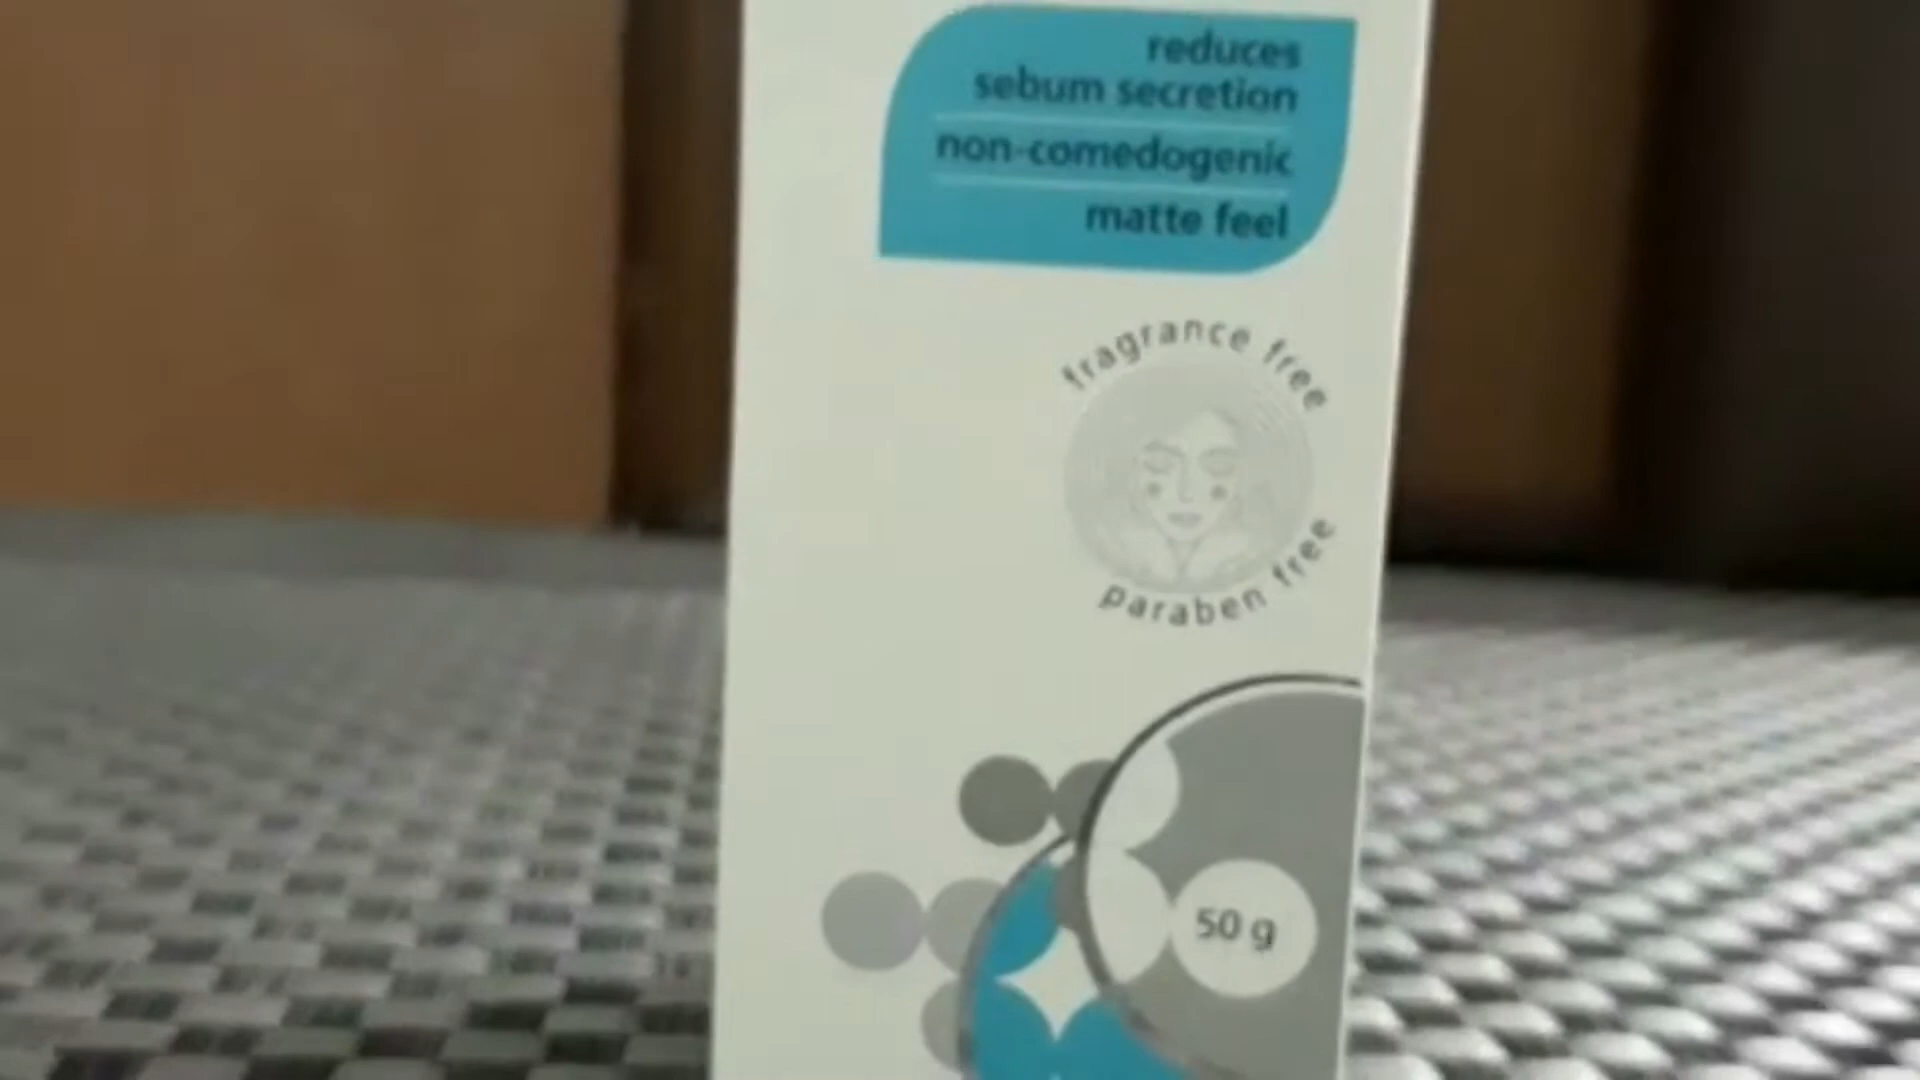 reduces
sebum secretion
non-comedogenic
matte feel
fragrance free
paraben free
50 g